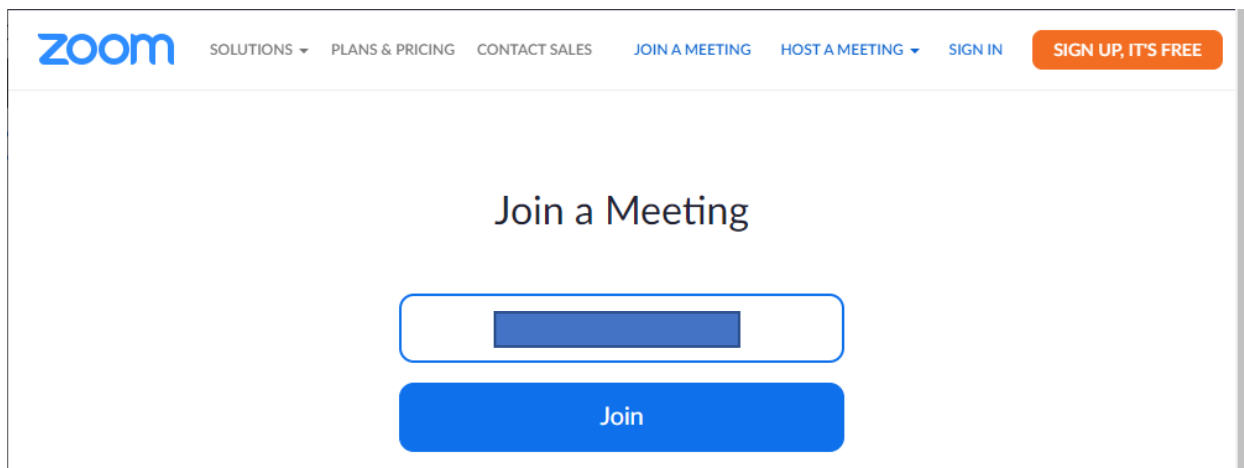 zoom SOLUTIONS PLANS & PRICING CONTACT SALES JOIN A MEETING HOST A MEETING SIGN IN SIGN UP, IT'S FREE
Join a Meeting
Join